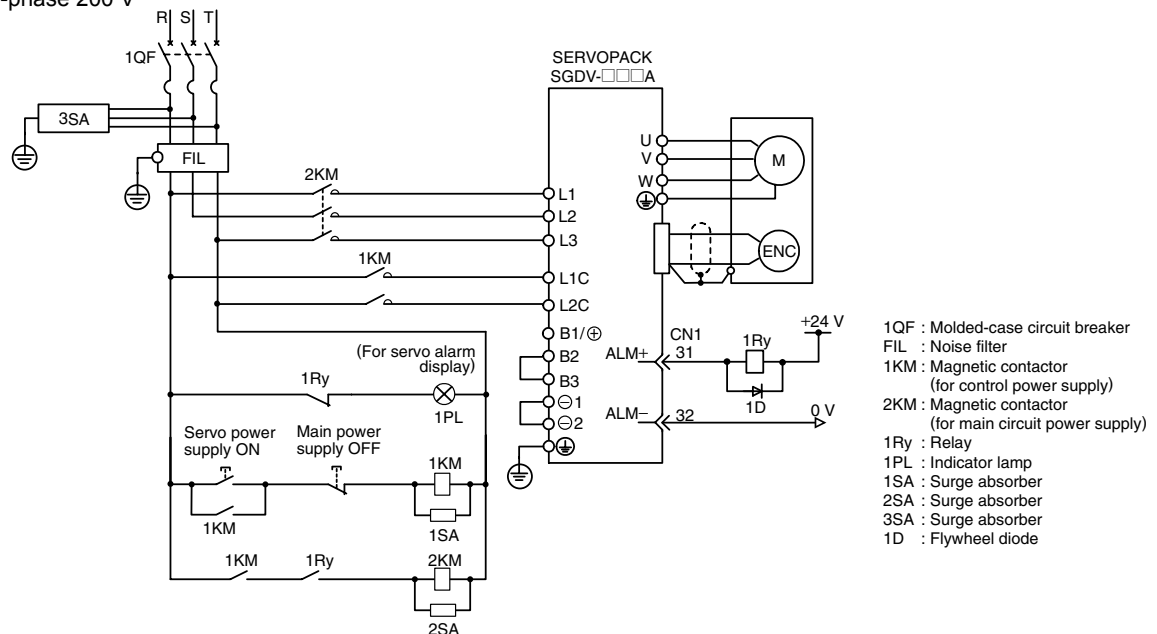 -phase 200 V
R S T
1QF
3SA
FIL
2KM
1KM
SERVOPACK
SGDV-□□□A
L1
L2
L3
L1C
L2C
B1/⊕
B2
B3
⊖1
⊖2
U
V
W
M
ENC
CN1
ALM+ 31
ALM− 32
1Ry
1D
+24 V
0 V
(For servo alarm
display)
1Ry
1PL
Servo power
supply ON
Main power
supply OFF
1KM
1KM
1SA
1KM
1Ry
2KM
2SA
1QF : Molded-case circuit breaker
FIL : Noise filter
1KM : Magnetic contactor
(for control power supply)
2KM : Magnetic contactor
(for main circuit power supply)
1Ry : Relay
1PL : Indicator lamp
1SA : Surge absorber
2SA : Surge absorber
3SA : Surge absorber
1D : Flywheel diode